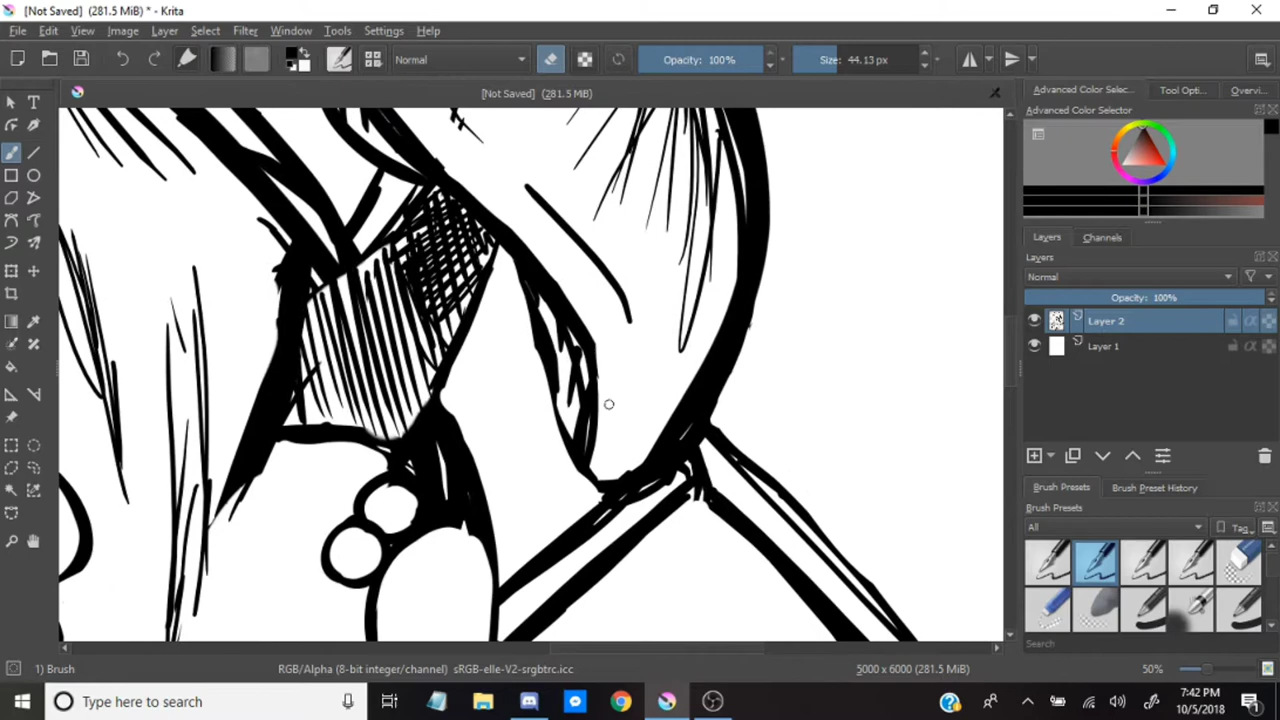 [Not Saved] (281.5 MiB) * - Krita
File Edit View Image Layer Select Filter Tools Settings Window Help
Normal Opacity: 100% Size: 44.13 px
[Not Saved] (281.5 MiB)
Advanced Color Selec... Tool Opti... Overvi...
Advanced Color Selector
Layers Channels
Layers
Normal
Opacity: 100%
Layer 2
Layer 1
Brush Presets Brush Preset History
Brush Presets
All Tag
Search
1) Brush RGB/Alpha (8-bit integer/channel) sRGB-elle-V2-srgbtrc.icc 5000 x 6000 (281.5 MiB) 50%
Type here to search
7:42 PM
10/5/2018